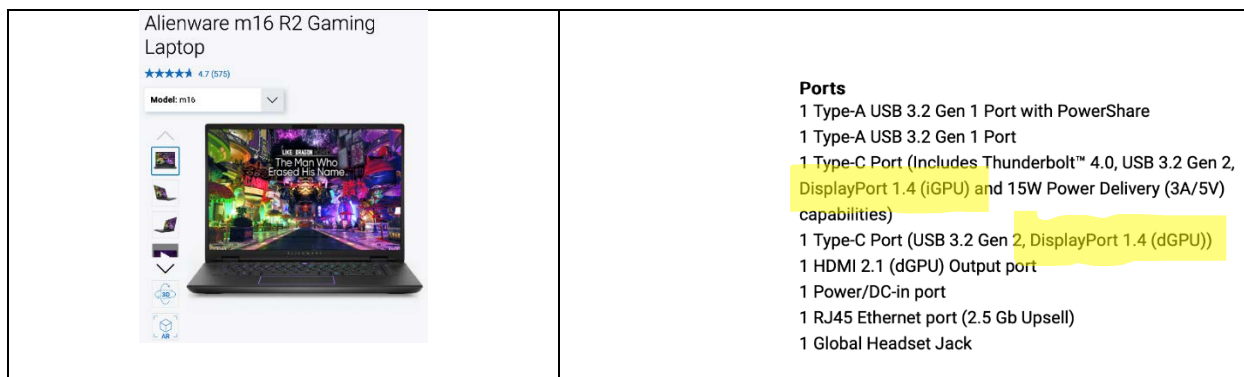 Alienware m16 R2 Gaming
Laptop
4.7 (575)
Model: m16
LIKE A DRAGON
The Man Who
Erased His Name
ALIENWARE
3D
AR
Ports
1 Type-A USB 3.2 Gen 1 Port with PowerShare
1 Type-A USB 3.2 Gen 1 Port
1 Type-C Port (Includes Thunderbolt™ 4.0, USB 3.2 Gen 2,
DisplayPort 1.4 (iGPU) and 15W Power Delivery (3A/5V)
capabilities)
1 Type-C Port (USB 3.2 Gen 2, DisplayPort 1.4 (dGPU))
1 HDMI 2.1 (dGPU) Output port
1 Power/DC-in port
1 RJ45 Ethernet port (2.5 Gb Upsell)
1 Global Headset Jack